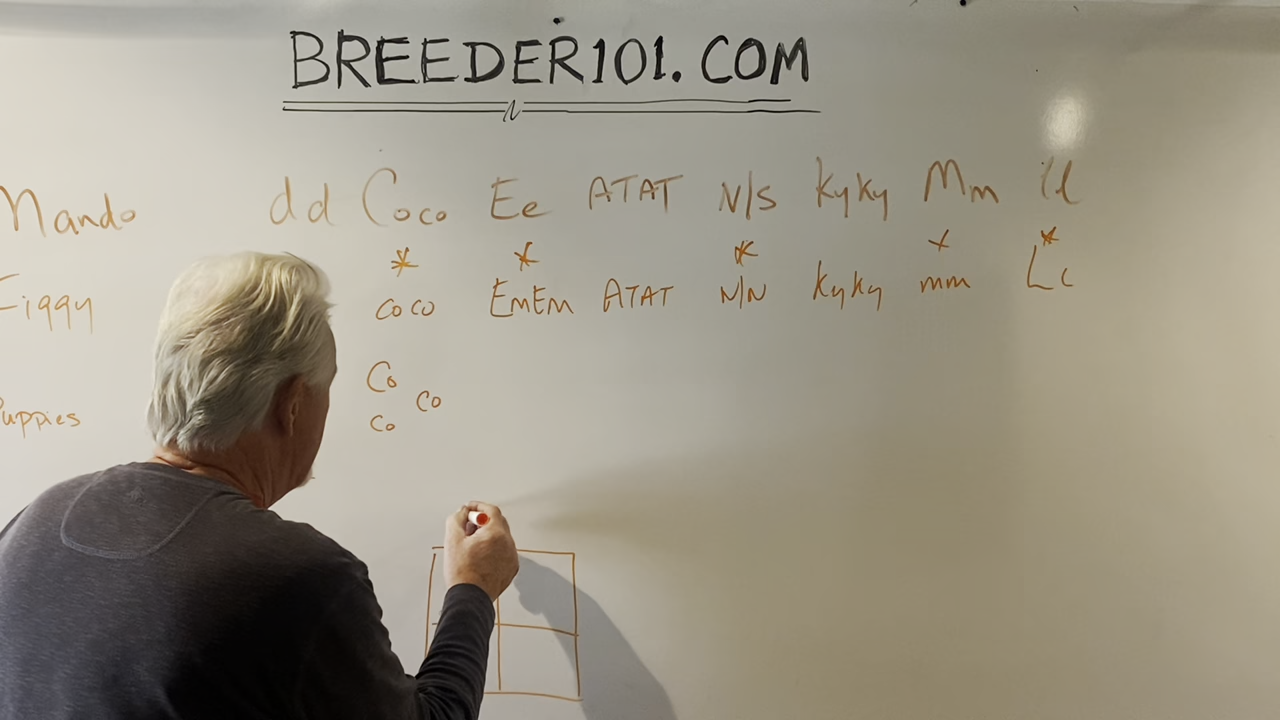 BREEDER101.COM
Mando dd Coco Ee ATAT N/S KyKy Mm ll
Figgy coco EmEm ATAT N/N KyKy mm Ll
Co
Co
Puppies co